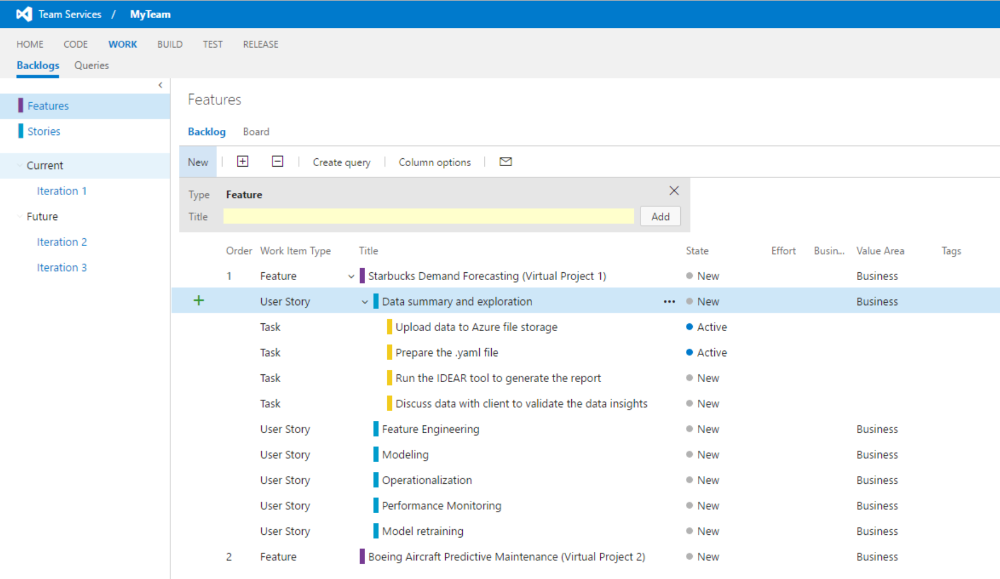 Team Services / MyTeam
HOME CODE WORK BUILD TEST RELEASE
Backlogs Queries
Features
Stories
Current
Iteration 1
Future
Iteration 2
Iteration 3
Features
Backlog Board
New Create query Column options
Type Feature
Title Add
Order Work Item Type Title State Effort Busin... Value Area Tags
1 Feature Starbucks Demand Forecasting (Virtual Project 1) New Business
User Story Data summary and exploration ... New Business
Task Upload data to Azure file storage Active
Task Prepare the .yaml file Active
Task Run the IDEAR tool to generate the report New
Task Discuss data with client to validate the data insights New
User Story Feature Engineering New Business
User Story Modeling New Business
User Story Operationalization New Business
User Story Performance Monitoring New Business
User Story Model retraining New Business
2 Feature Boeing Aircraft Predictive Maintenance (Virtual Project 2) New Business